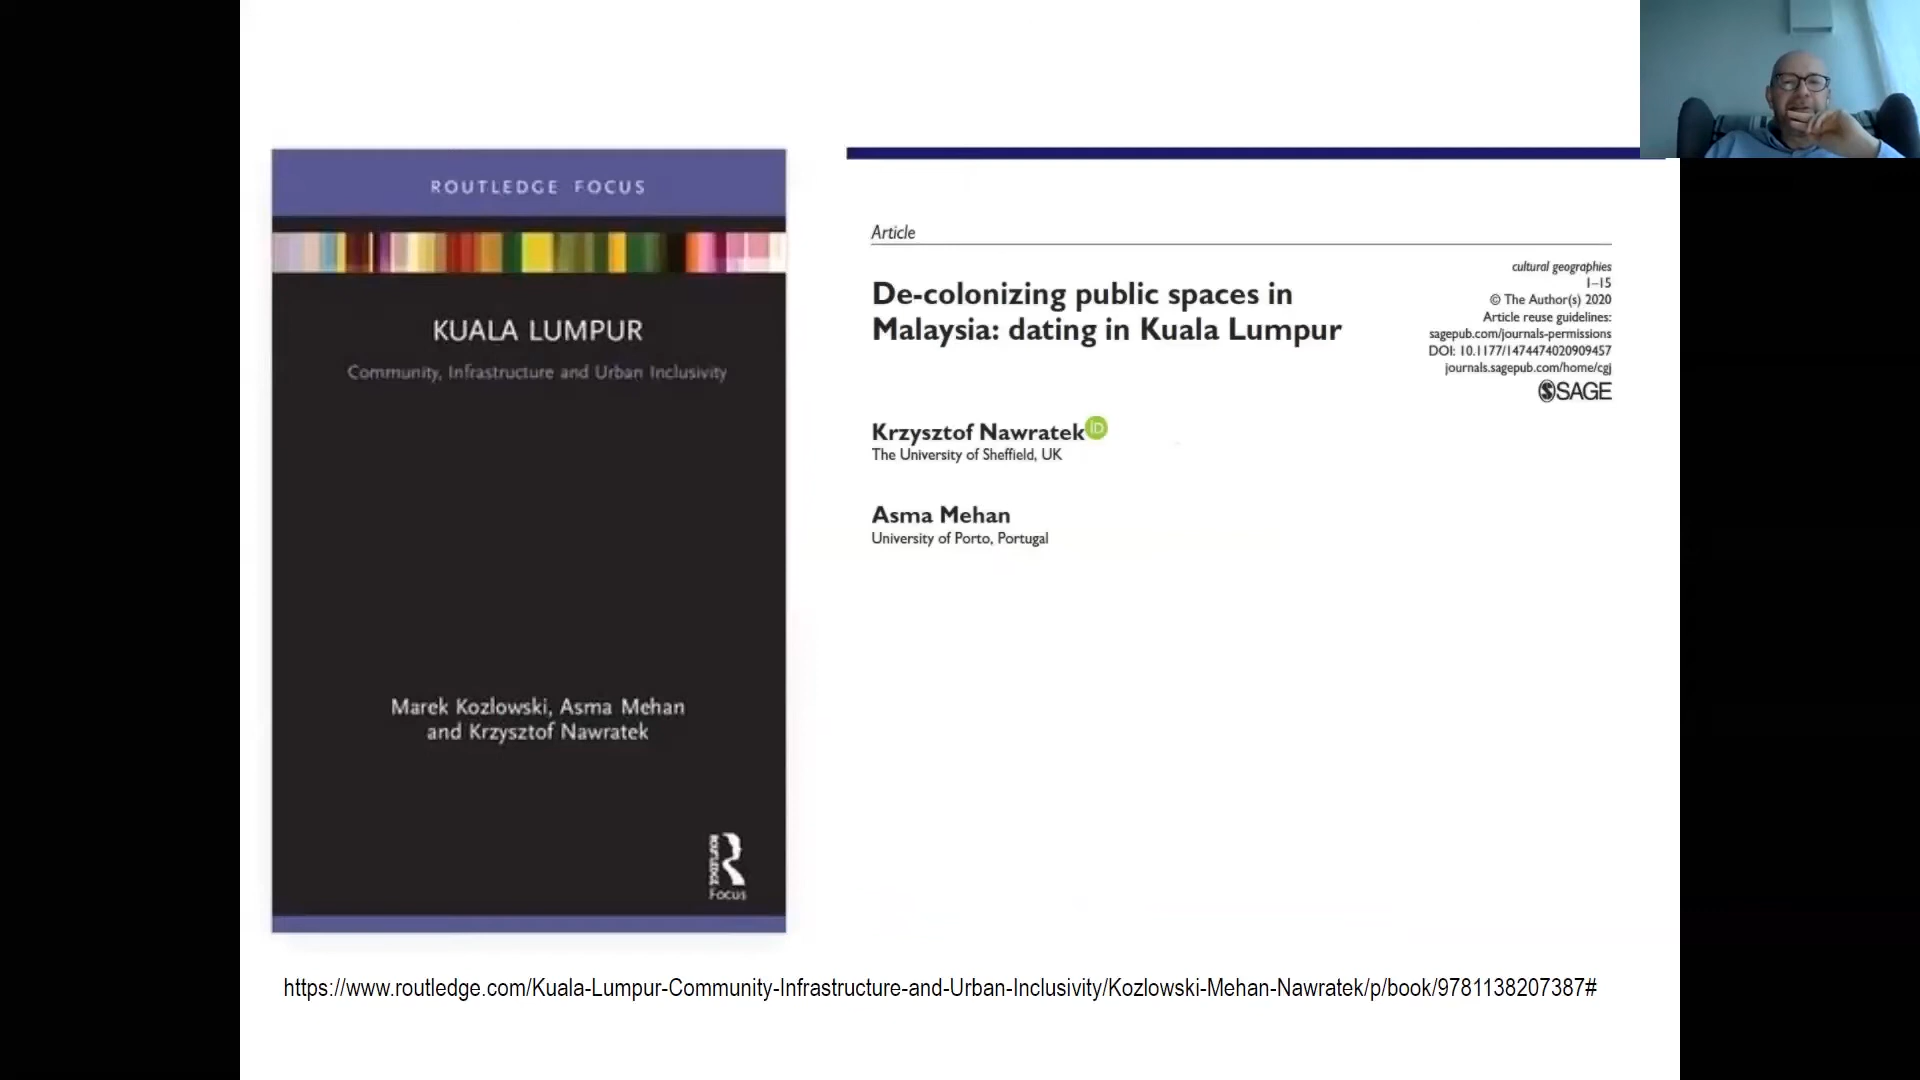 ROUTLEDGE FOCUS
KUALA LUMPUR
Community, Infrastructure and Urban Inclusivity
Marek Kozlowski, Asma Mehan
and Krzysztof Nawratek
ROUTLEDGE
R
Focus
Article
De-colonizing public spaces in
Malaysia: dating in Kuala Lumpur
cultural geographies
1–15
© The Author(s) 2020
Article reuse guidelines:
sagepub.com/journals-permissions
DOI: 10.1177/1474474020909457
journals.sagepub.com/home/cgj
SAGE
Krzysztof Nawratek iD
The University of Sheffield, UK
Asma Mehan
University of Porto, Portugal
https://www.routledge.com/Kuala-Lumpur-Community-Infrastructure-and-Urban-Inclusivity/Kozlowski-Mehan-Nawratek/p/book/9781138207387#